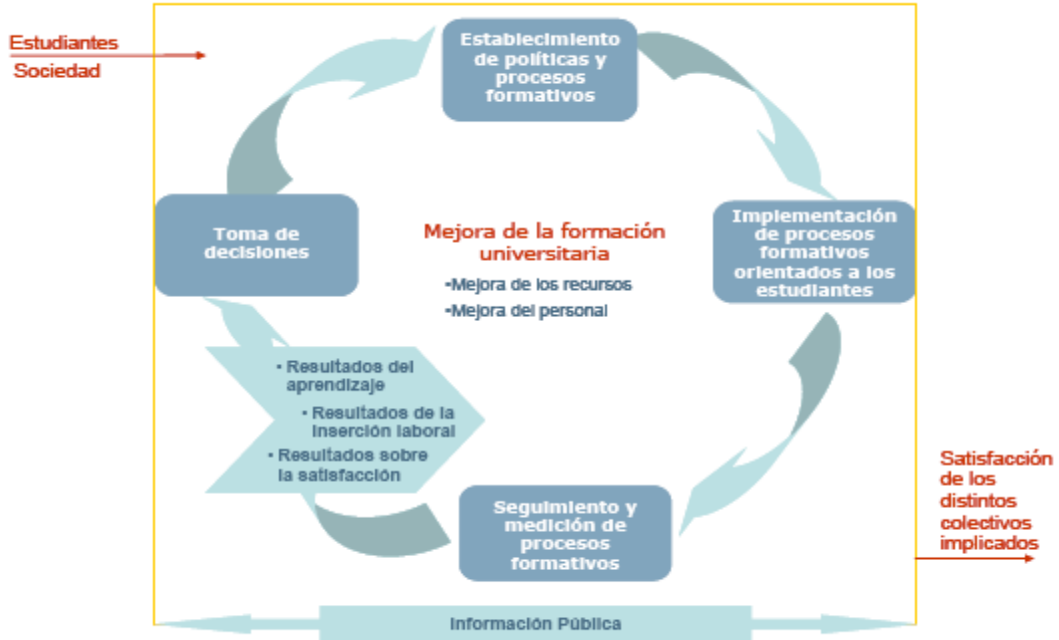 Estudiantes
Sociedad
Establecimiento
de políticas y
procesos
formativos
Toma de
decisiones
Mejora de la formación
universitaria
▪Mejora de los recursos
▪Mejora del personal
Implementación
de procesos
formativos
orientados a los
estudiantes
▪ Resultados del
aprendizaje
▪ Resultados de la
inserción laboral
▪ Resultados sobre
la satisfacción
Seguimiento y
medición de
procesos
formativos
Satisfacción
de los
distintos
colectivos
implicados
Información Pública